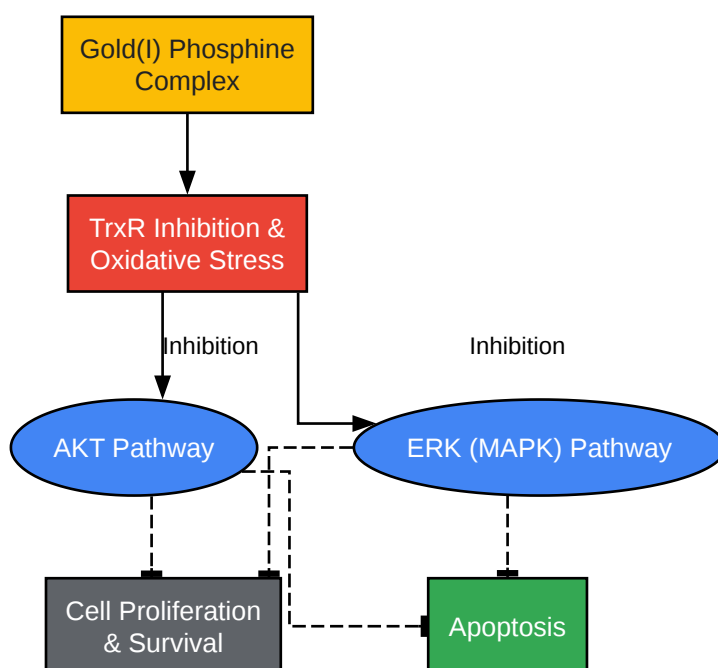 Gold(I) Phosphine
Complex
TrxR Inhibition &
Oxidative Stress
Inhibition
Inhibition
AKT Pathway
ERK (MAPK) Pathway
Cell Proliferation
& Survival
Apoptosis